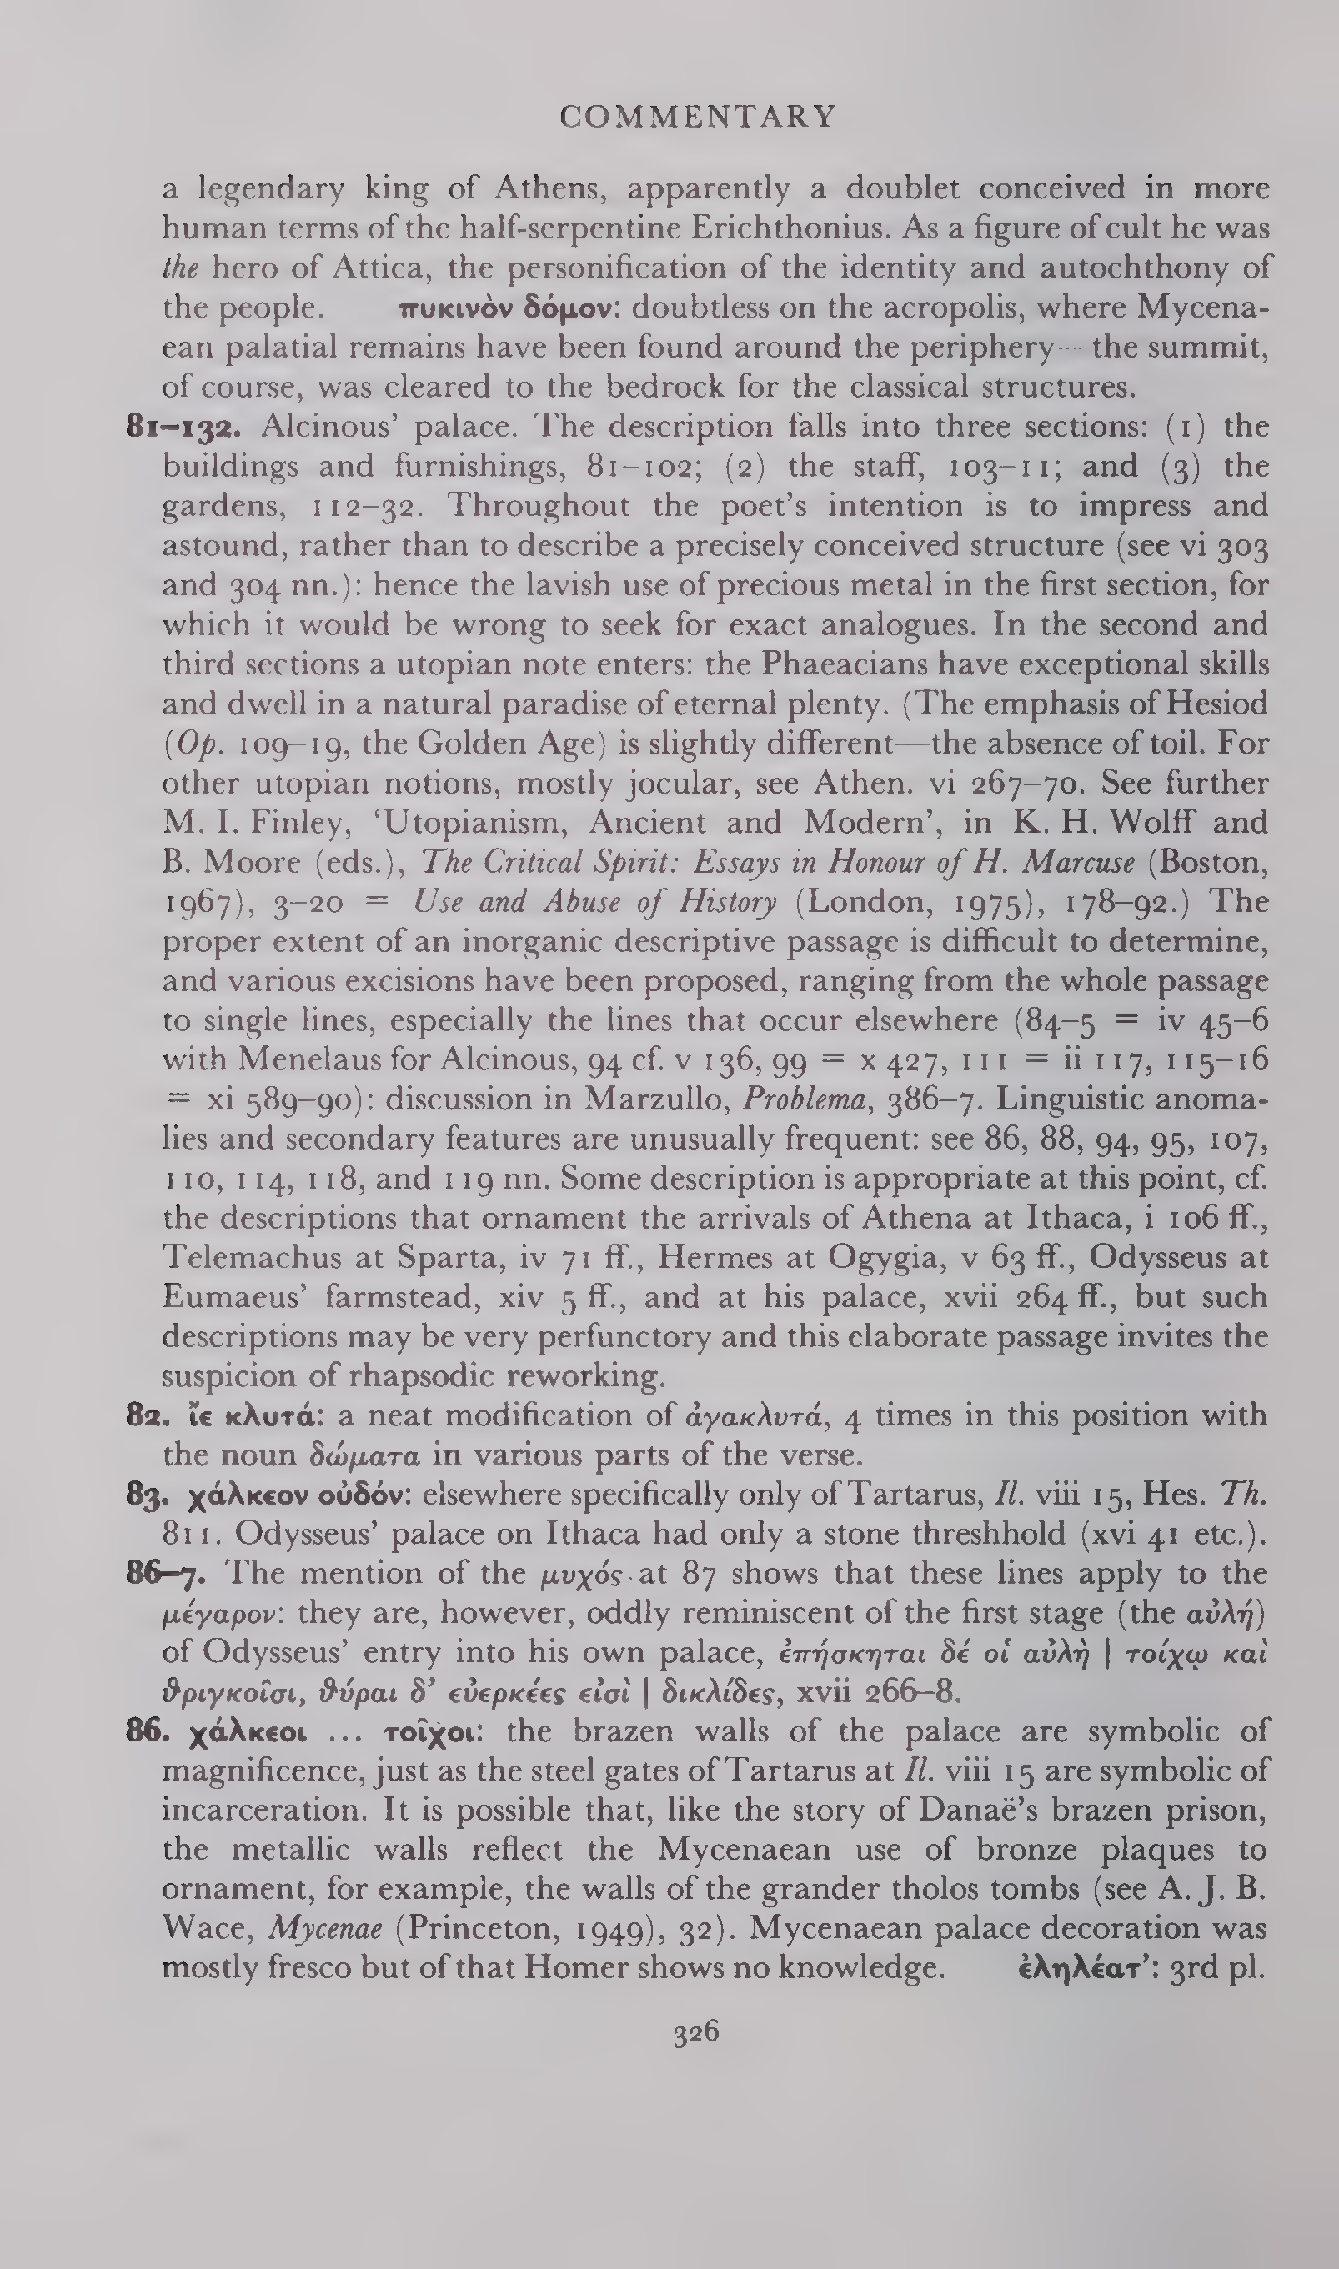 COMMENTARY
a legendary king of Athens, apparently a doublet conceived in more
human terms of the half-serpentine Erichthonius. As a figure of cult he was
the hero of Attica, the personification of the identity and autochthony of
the people. πυκινὸν δόμον: doubtless on the acropolis, where Mycena-
ean palatial remains have been found around the periphery—the summit,
of course, was cleared to the bedrock for the classical structures.
81–132. Alcinous’ palace. The description falls into three sections: (1) the
buildings and furnishings, 81–102; (2) the staff, 103–11; and (3) the
gardens, 112–32. Throughout the poet’s intention is to impress and
astound, rather than to describe a precisely conceived structure (see vi 303
and 304 nn.): hence the lavish use of precious metal in the first section, for
which it would be wrong to seek for exact analogues. In the second and
third sections a utopian note enters: the Phaeacians have exceptional skills
and dwell in a natural paradise of eternal plenty. (The emphasis of Hesiod
(Op. 109–19, the Golden Age) is slightly different—the absence of toil. For
other utopian notions, mostly jocular, see Athen. vi 267–70. See further
M. I. Finley, ‘Utopianism, Ancient and Modern’, in K. H. Wolff and
B. Moore (eds.), The Critical Spirit: Essays in Honour of H. Marcuse (Boston,
1967), 3–20 = Use and Abuse of History (London, 1975), 178–92.) The
proper extent of an inorganic descriptive passage is difficult to determine,
and various excisions have been proposed, ranging from the whole passage
to single lines, especially the lines that occur elsewhere (84–5 = iv 45–6
with Menelaus for Alcinous, 94 cf. v 136, 99 = x 427, 111 = ii 117, 115–16
= xi 589–90): discussion in Marzullo, Problema, 386–7. Linguistic anoma-
lies and secondary features are unusually frequent: see 86, 88, 94, 95, 107,
110, 114, 118, and 119 nn. Some description is appropriate at this point, cf.
the descriptions that ornament the arrivals of Athena at Ithaca, i 106 ff.,
Telemachus at Sparta, iv 71 ff., Hermes at Ogygia, v 63 ff., Odysseus at
Eumaeus’ farmstead, xiv 5 ff., and at his palace, xvii 264 ff., but such
descriptions may be very perfunctory and this elaborate passage invites the
suspicion of rhapsodic reworking.
82. ἴε κλυτά: a neat modification of ἀγακλυτά, 4 times in this position with
the noun δώματα in various parts of the verse.
83. χάλκεον οὐδόν: elsewhere specifically only of Tartarus, Il. viii 15, Hes. Th.
811. Odysseus’ palace on Ithaca had only a stone threshhold (xvi 41 etc.).
86–7. The mention of the μυχός at 87 shows that these lines apply to the
μέγαρον: they are, however, oddly reminiscent of the first stage (the αὐλή)
of Odysseus’ entry into his own palace, ἐπήσκηται δέ οἱ αὐλὴ | τοίχῳ καὶ
ϑριγκοῖσι, ϑύραι δ’ εὐερκέες εἰσὶ | δικλίδες, xvii 266–8.
86. χάλκεοι ... τοῖχοι: the brazen walls of the palace are symbolic of
magnificence, just as the steel gates of Tartarus at Il. viii 15 are symbolic of
incarceration. It is possible that, like the story of Danaë’s brazen prison,
the metallic walls reflect the Mycenaean use of bronze plaques to
ornament, for example, the walls of the grander tholos tombs (see A. J. B.
Wace, Mycenae (Princeton, 1949), 32). Mycenaean palace decoration was
mostly fresco but of that Homer shows no knowledge. ἐληλέατ’: 3rd pl.
326